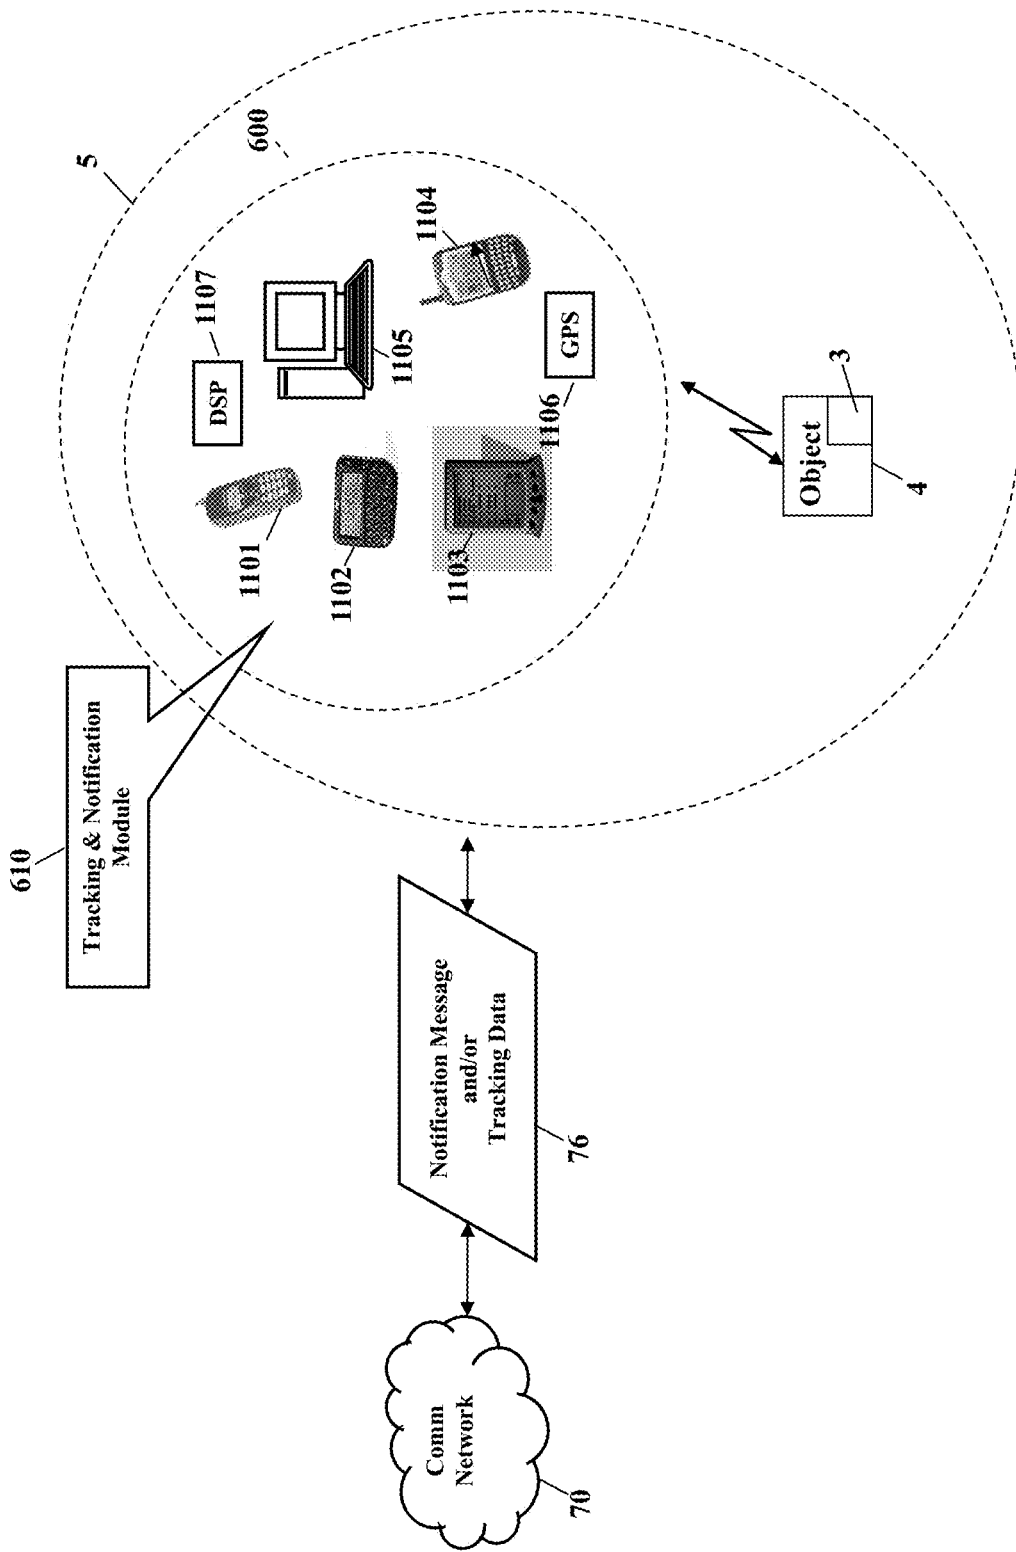 610
5
Tracking & Notification
Module
1107
DSP
600
1101
1102
1105
1104
1103
Comm
Network
Notification Message
and/or
Tracking Data
1106
GPS
70
76
Object
3
4